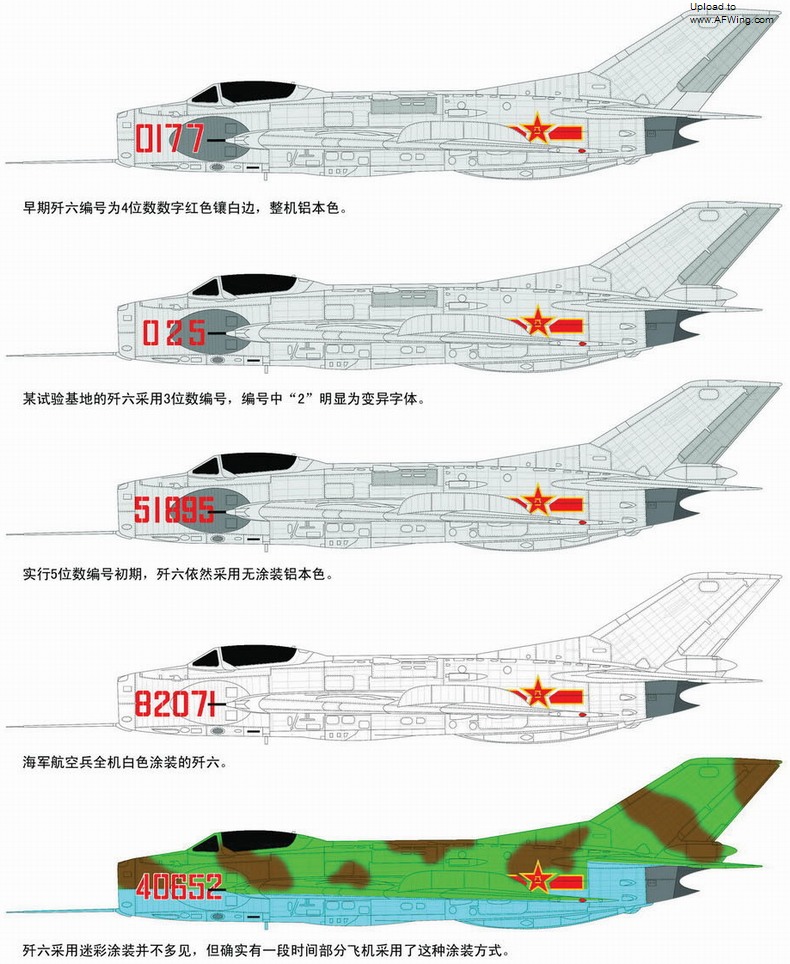 Upload to
www.AFWing.com
0177
早期歼六编号为4位数数字红色镶白边，整机铝本色。
025
某试验基地的歼六采用3位数编号，编号中“2”明显为变异字体。
51895
实行5位数编号初期，歼六依然采用无涂装铝本色。
82071
海军航空兵全机白色涂装的歼六。
40652
歼六采用迷彩涂装并不多见，但确实有一段时间部分飞机采用了这种涂装方式。